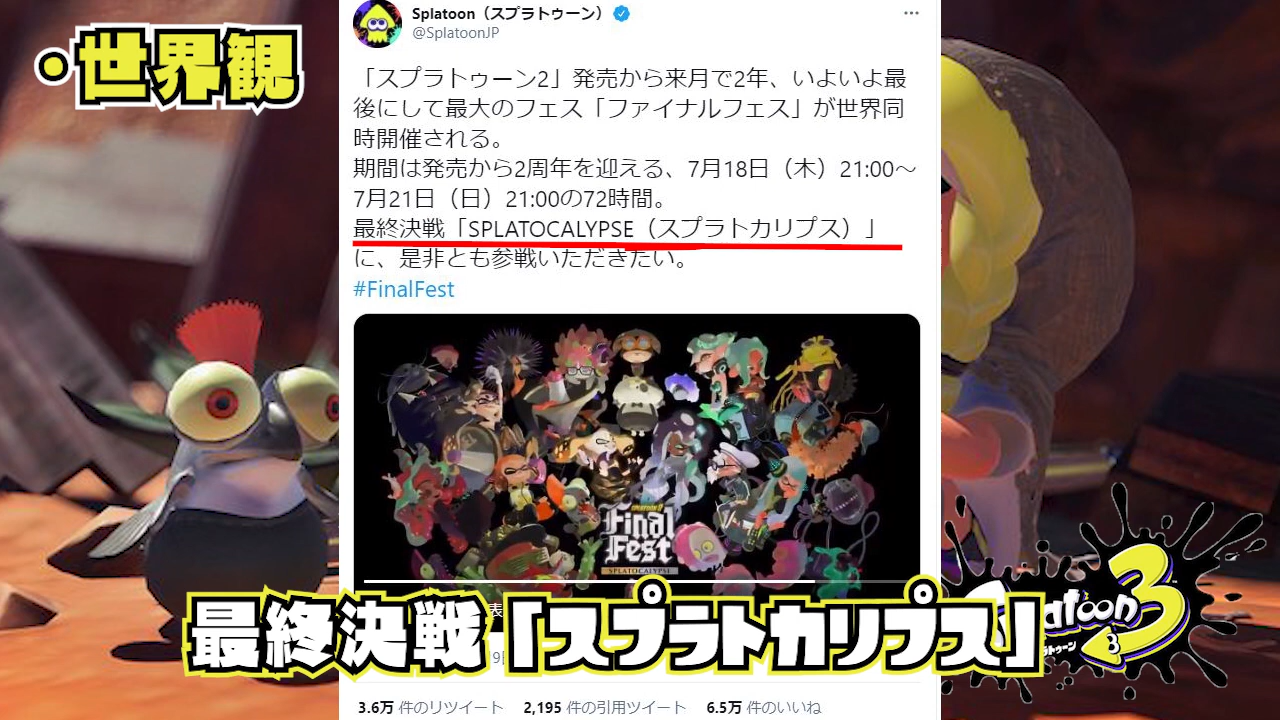 ・世界観
Splatoon（スプラトゥーン）
@SplatoonJP
「スプラトゥーン2」発売から来月で2年、いよいよ最
後にして最大のフェス「ファイナルフェス」が世界同
時開催される。
期間は発売から2周年を迎える、7月18日（木）21:00～
7月21日（日）21:00の72時間。
最終決戦「SPLATOCALYPSE（スプラトカリプス）」
に、是非とも参戦いただきたい。
#FinalFest
SPLATOON 2
Final
Fest
SPLATOCALYPSE
表
最終決戦「スプラトカリプス」
Splatoon 3
3.6万 件のリツイート 2,195 件の引用ツイート 6.5万 件のいいね